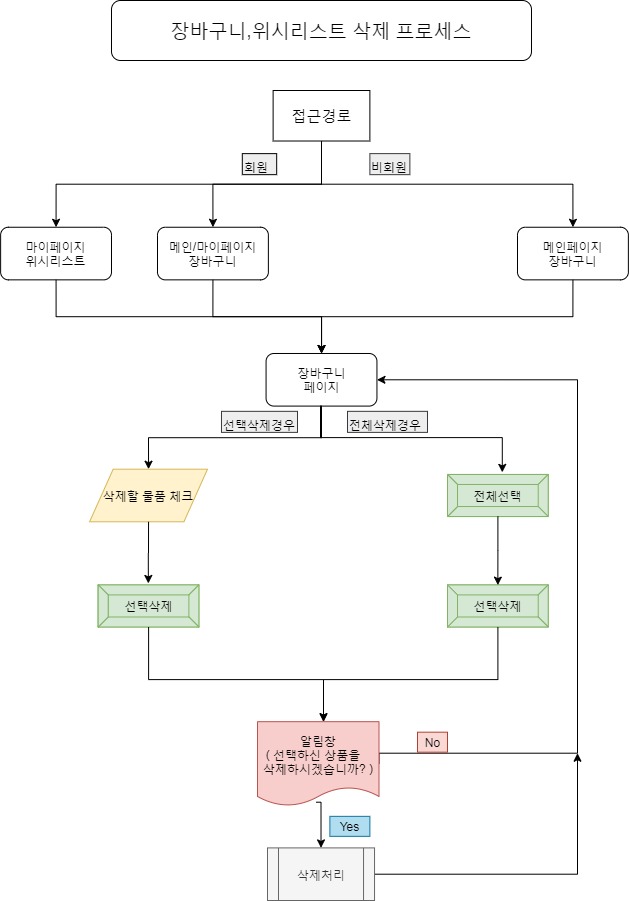 장바구니,위시리스트 삭제 프로세스
접근경로
회원
비회원
마이페이지
위시리스트
메인/마이페이지
장바구니
메인페이지
장바구니
장바구니
페이지
선택삭제경우
전체삭제경우
삭제할 물품 체크
전체선택
선택삭제
선택삭제
알림창
( 선택하신 상품을
삭제하시겠습니까? )
No
Yes
삭제처리